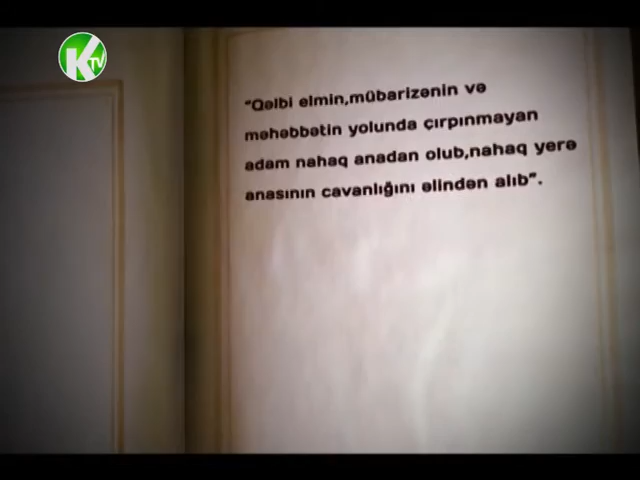 KTV
"Qəlbi elmin,mübarizənin və
məhəbbətin yolunda çırpınmayan
adam nahaq anadan olub,nahaq yerə
anasının cavanlığını əlindən alıb".